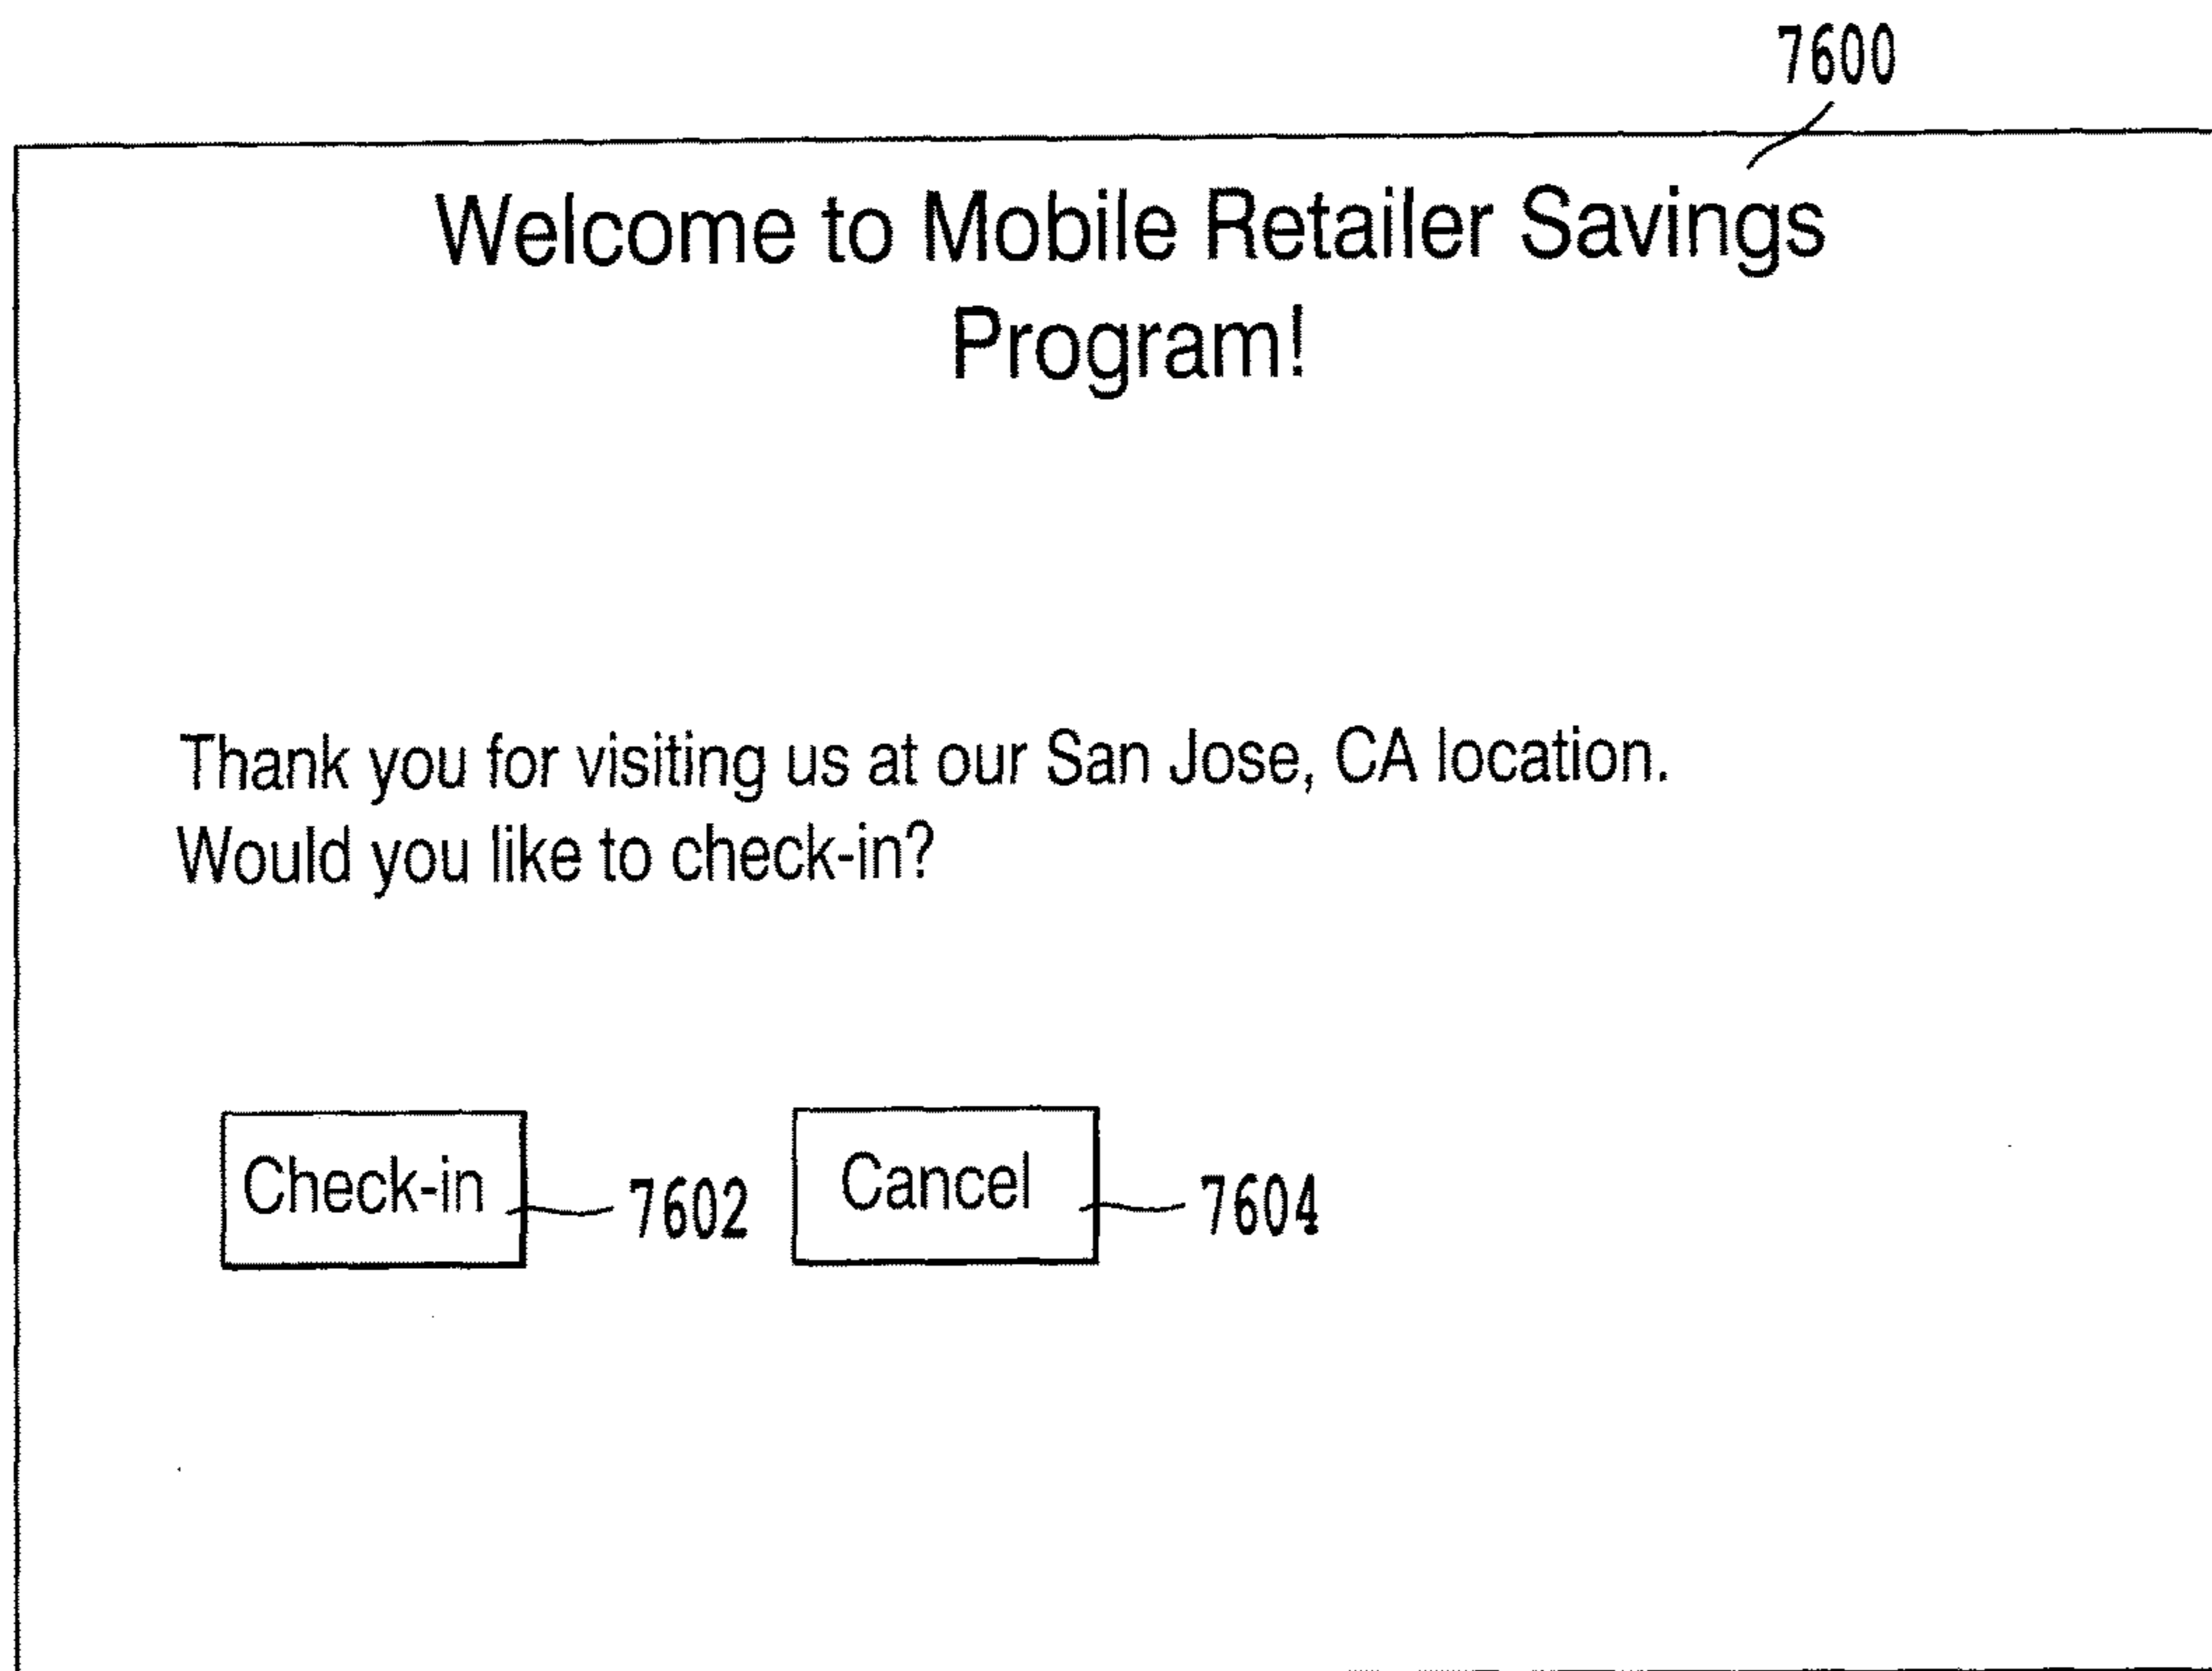 7600
Welcome to Mobile Retailer Savings
Program!
Thank you for visiting us at our San Jose, CA location.
Would you like to check-in?
Check-in 7602 Cancel 7604